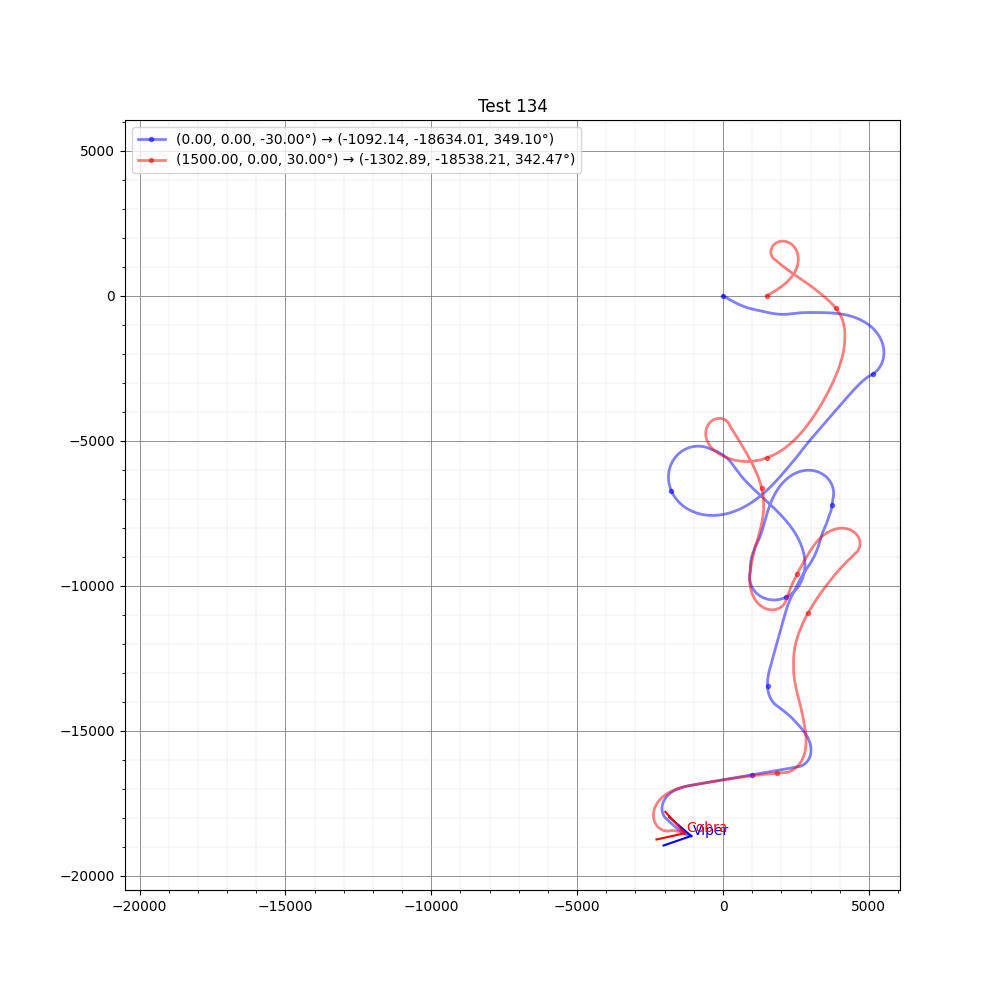 Test 134
(0.00, 0.00, -30.00°) → (-1092.14, -18634.01, 349.10°)
(1500.00, 0.00, 30.00°) → (-1302.89, -18538.21, 342.47°)
5000
0
−5000
−10000
−15000
−20000
Cobra
Viper
−20000 −15000 −10000 −5000 0 5000